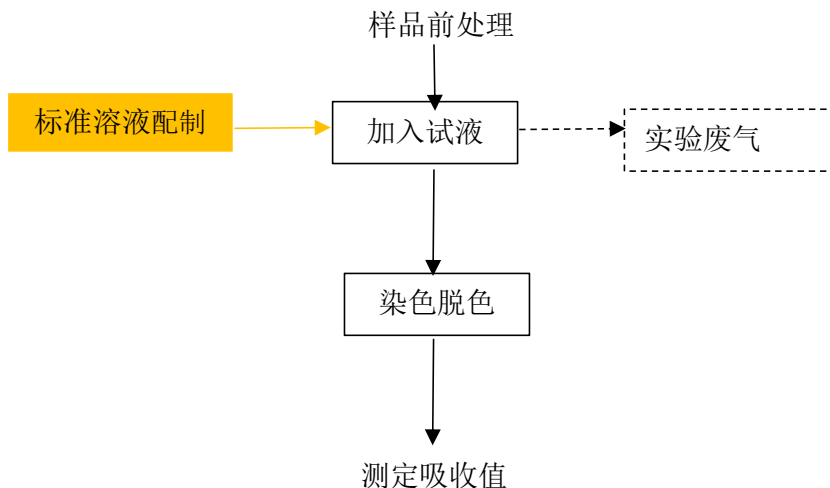 样品前处理
标准溶液配制
加入试液
实验废气
染色脱色
测定吸收值